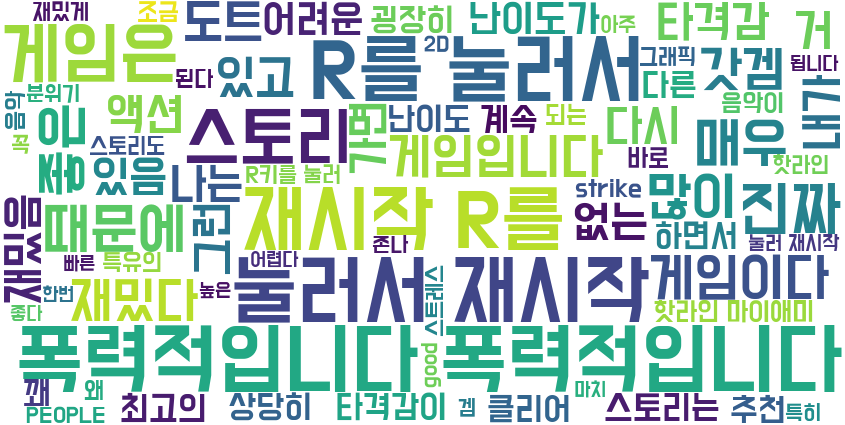 재밌게 조금 도트 어려운 굉장히 난이도가 아주 타격감 거
게임은 R를 눌러서 2D 그래픽 갓겜 됩니다
된다 있고 다른 내가
음악 분위기 액션 스토리 가면 난이도 계속 되는 다시 음악이 매우
꼭 좋은 스토리도 게임입니다 바로 핫라인
있음 나는 R키를 눌러 strike 많이 진짜
재밌음 때문에 그런 재시작 R를 없는 하면서 눌러 재시작
빠른 특유의 어렵다 존나
한번 재밌다 높은 눌러서 재시작 게임이다
좋다 스트레스 핫라인 마이애미
폭력적입니다 폭력적입니다
good
꽤 왜 마치
PEOPLE 최고의 상당히 타격감이 겜 클리어 스토리는 추천 특히